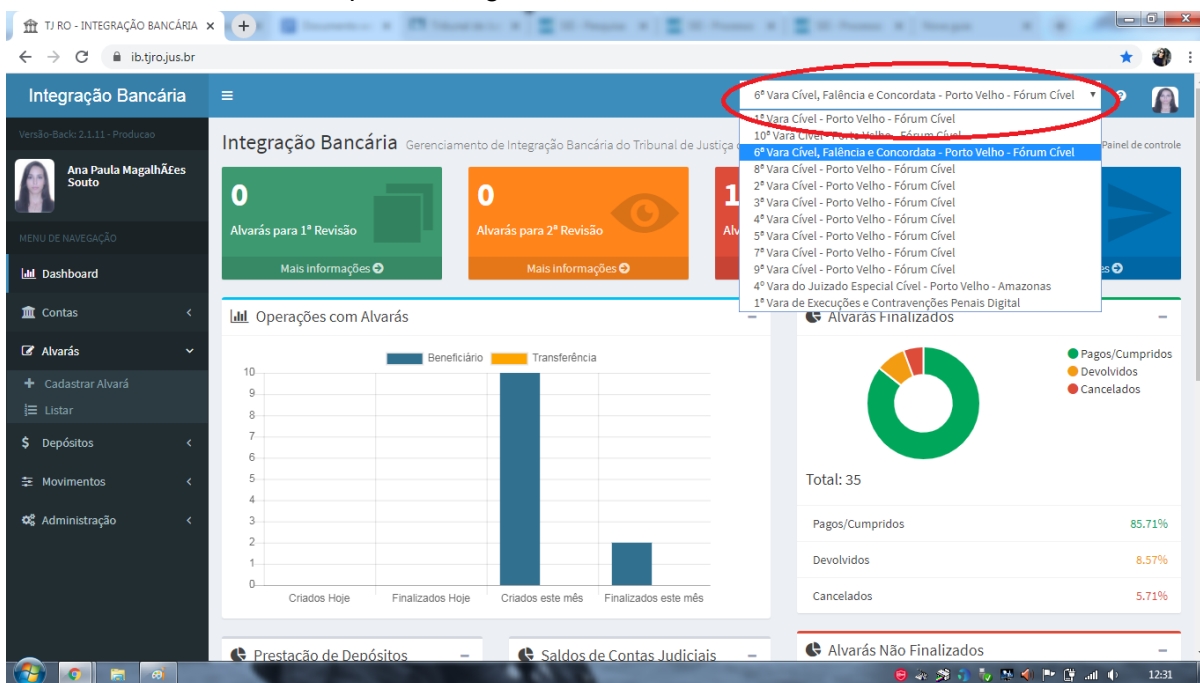 TJ RO - INTEGRAÇÃO BANCÁRIA
ib.tjro.jus.br
Integração Bancária
6ª Vara Cível, Falência e Concordata - Porto Velho - Fórum Cível
1ª Vara Cível - Porto Velho - Fórum Cível
10ª Vara Cível - Porto Velho - Fórum Cível
6ª Vara Cível, Falência e Concordata - Porto Velho - Fórum Cível
8ª Vara Cível - Porto Velho - Fórum Cível
2ª Vara Cível - Porto Velho - Fórum Cível
3ª Vara Cível - Porto Velho - Fórum Cível
4ª Vara Cível - Porto Velho - Fórum Cível
5ª Vara Cível - Porto Velho - Fórum Cível
7ª Vara Cível - Porto Velho - Fórum Cível
9ª Vara Cível - Porto Velho - Fórum Cível
4º Vara do Juizado Especial Cível - Porto Velho - Amazonas
1ª Vara de Execuções e Contravenções Penais Digital
Versão-Back: 2.1.11 - Producao
Ana Paula MagalhÃ£es
Souto
MENU DE NAVEGAÇÃO
Dashboard
Contas
Alvarás
Cadastrar Alvará
Listar
Depósitos
Movimentos
Administração
Integração Bancária Gerenciamento de Integração Bancária do Tribunal de Justiça
Painel de controle
0
Alvarás para 1ª Revisão
Mais informações
0
Alvarás para 2ª Revisão
Mais informações
1
Operações com Alvarás
Beneficiário Transferência
10
9
8
7
6
5
4
3
2
1
0
Criados Hoje Finalizados Hoje Criados este mês Finalizados este mês
Alvarás Finalizados
Pagos/Cumpridos
Devolvidos
Cancelados
Total: 35
Pagos/Cumpridos 85.71%
Devolvidos 8.57%
Cancelados 5.71%
Prestação de Depósitos
Saldos de Contas Judiciais
Alvarás Não Finalizados
12:31